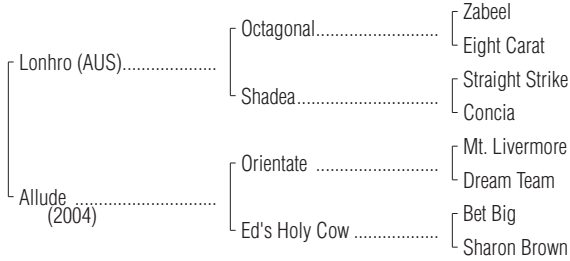 Zabeel
Octagonal..............................
Eight Carat
Lonhro (AUS)......................
Straight Strike
Shadea...................................
Concia
Mt. Livermore
Orientate ..............................
Dream Team
Allude .................................
(2004)
Bet Big
Ed's Holy Cow .....................
Sharon Brown